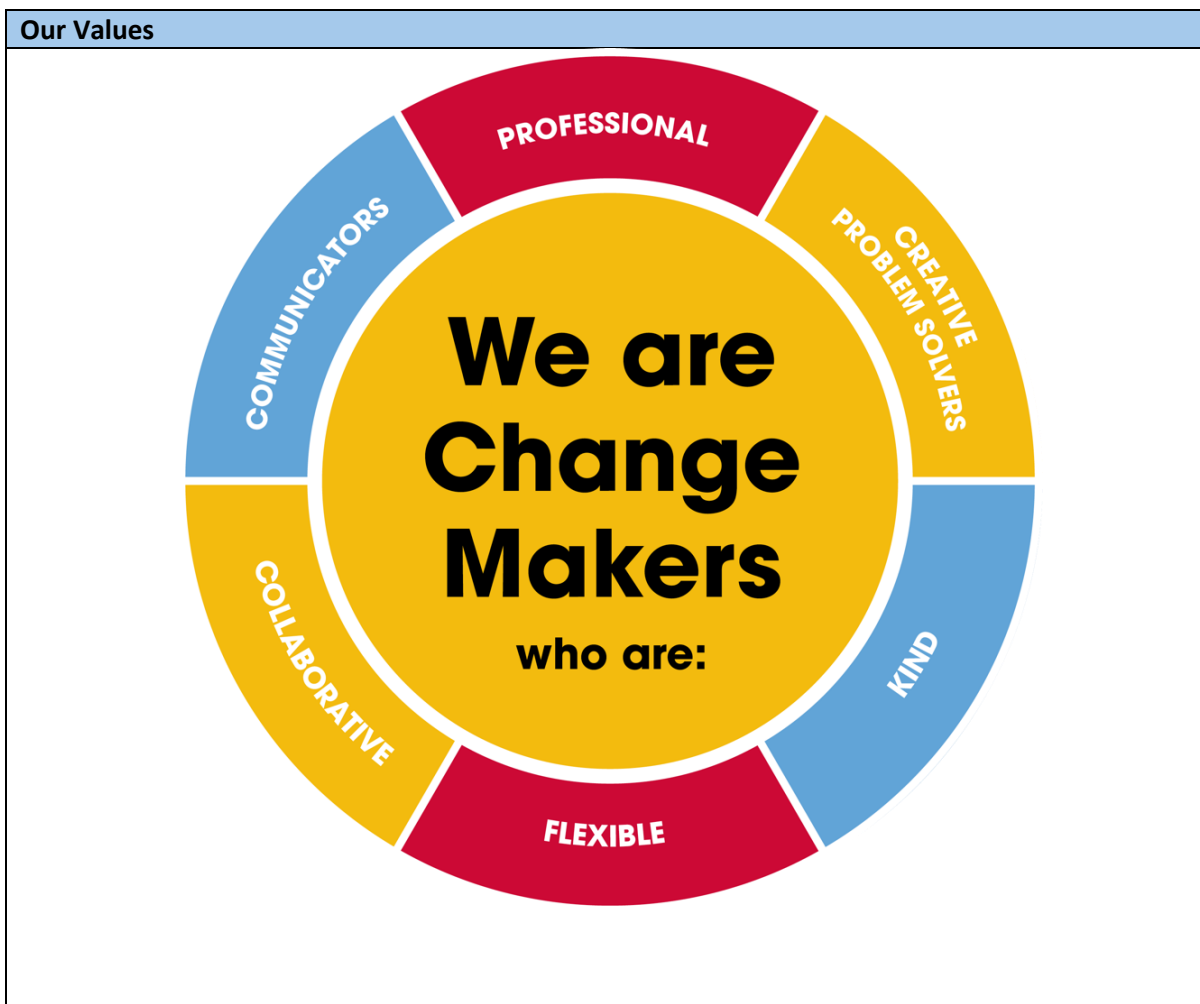 Our Values
PROFESSIONAL
CREATIVE
PROBLEM SOLVERS
KIND
FLEXIBLE
COLLABORATIVE
COMMUNICATORS
We are
Change
Makers
who are: